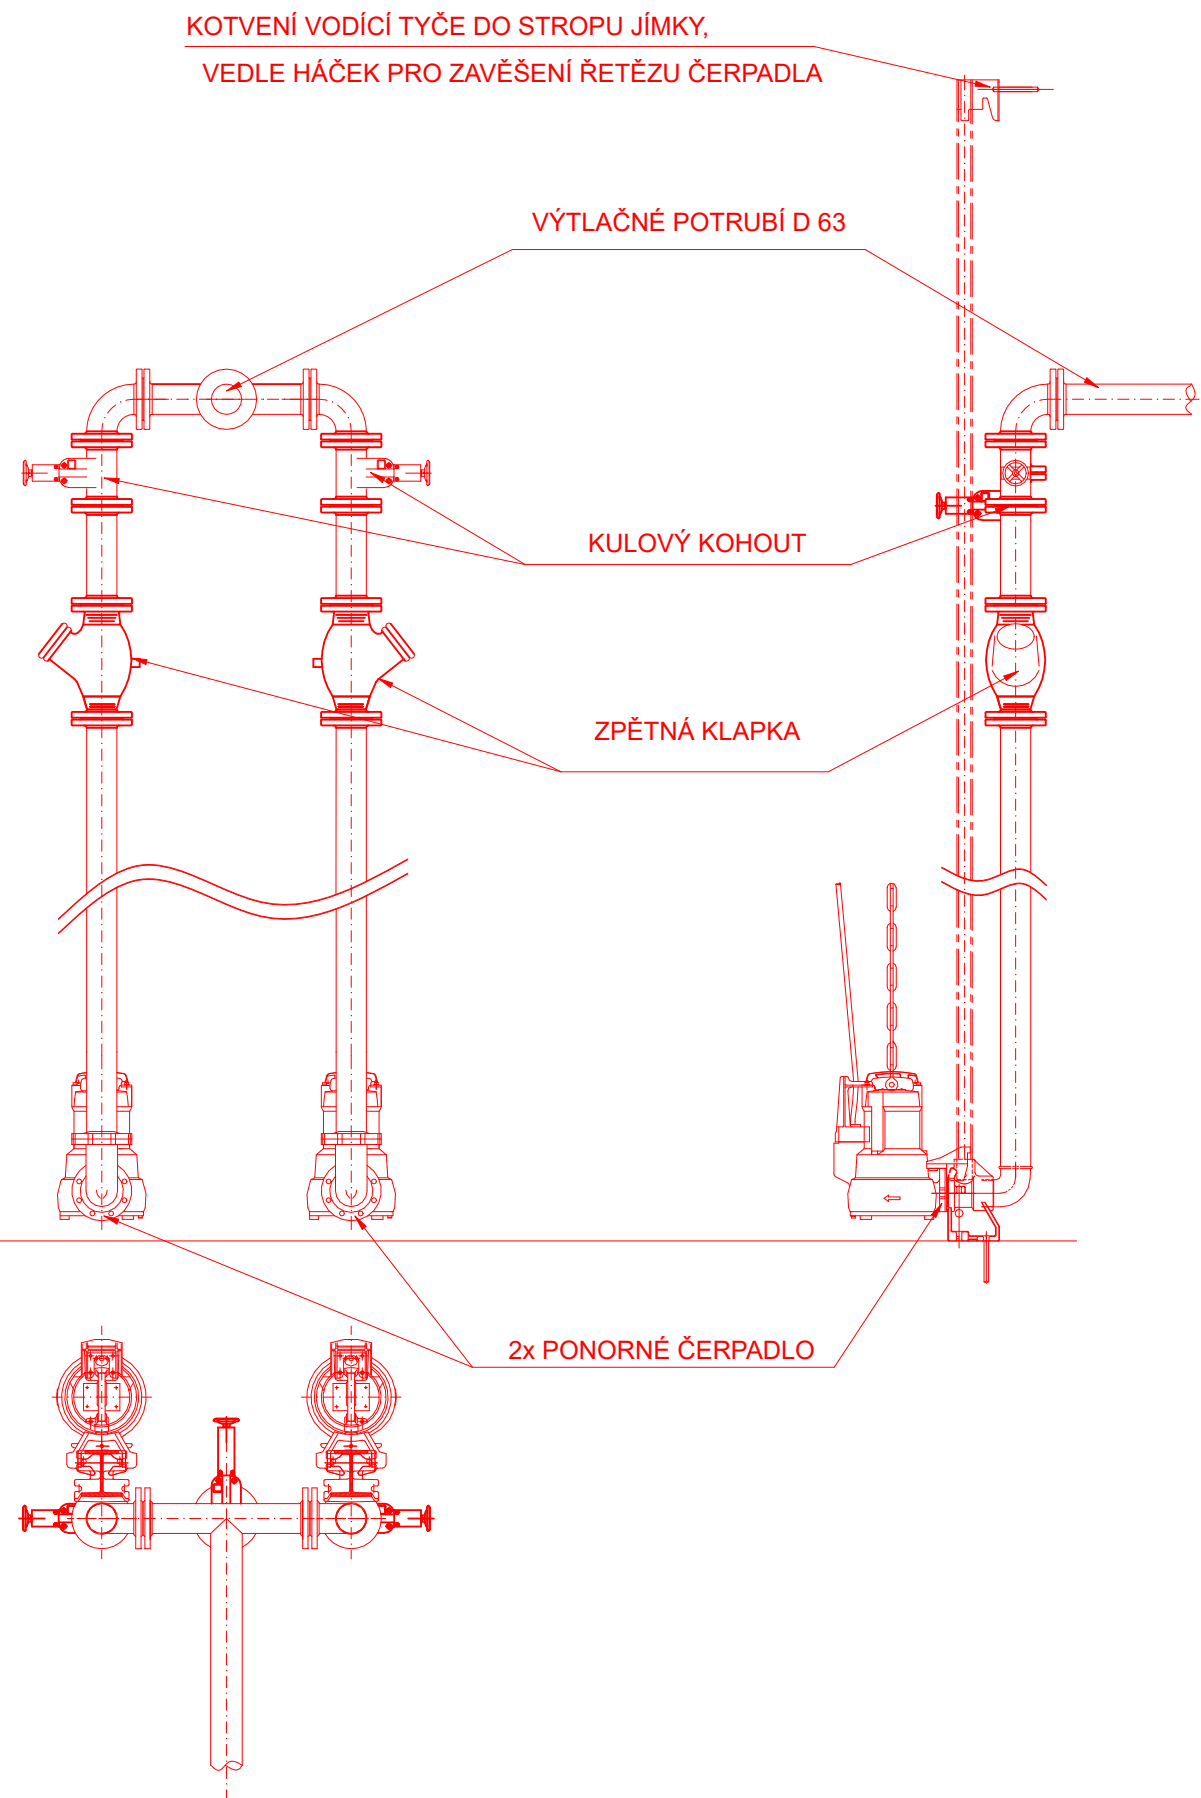 KOTVENÍ VODÍCÍ TYČE DO STROPU JÍMKY,
VEDLE HÁČEK PRO ZAVĚŠENÍ ŘETĚZU ČERPADLA
VÝTLAČNÉ POTRUBÍ D 63
KULOVÝ KOHOUT
ZPĚTNÁ KLAPKA
2x PONORNÉ ČERPADLO